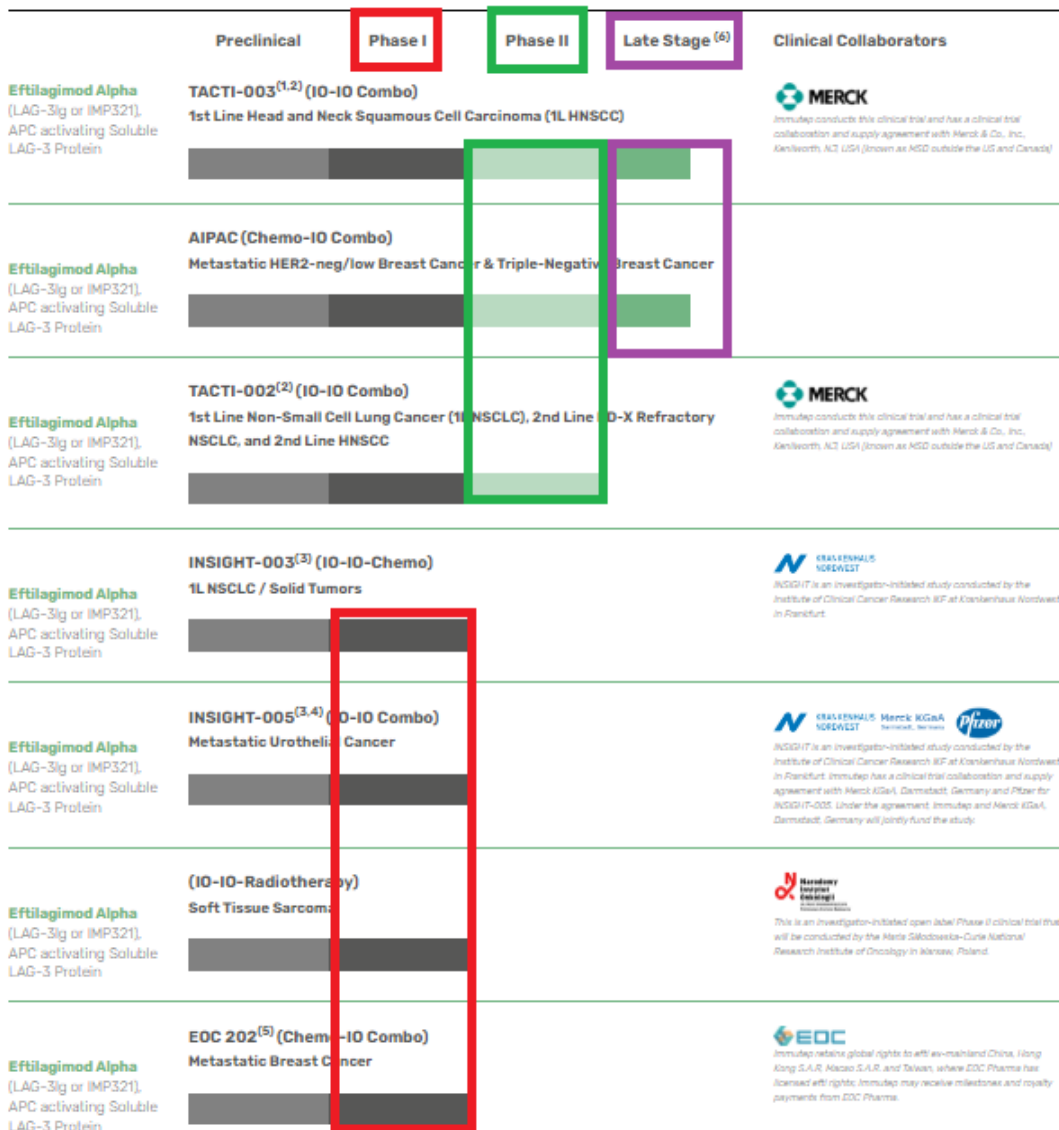 Preclinical Phase I Phase II Late Stage (6) Clinical Collaborators
Eftilagimod Alpha
(LAG-3Ig or IMP321),
APC activating Soluble
LAG-3 Protein
TACTI-003(1,2) (IO-IO Combo)
1st Line Head and Neck Squamous Cell Carcinoma (1L HNSCC)
MERCK
Immutep conducts this clinical trial and has a clinical trial
collaboration and supply agreement with Merck & Co., Inc.,
Kenilworth, NJ, USA (known as MSD outside the US and Canada)
Eftilagimod Alpha
(LAG-3Ig or IMP321),
APC activating Soluble
LAG-3 Protein
AIPAC (Chemo-IO Combo)
Metastatic HER2-neg/low Breast Cancer & Triple-Negative Breast Cancer
Eftilagimod Alpha
(LAG-3Ig or IMP321),
APC activating Soluble
LAG-3 Protein
TACTI-002(2) (IO-IO Combo)
1st Line Non-Small Cell Lung Cancer (1L NSCLC), 2nd Line PD-X Refractory
NSCLC, and 2nd Line HNSCC
MERCK
Immutep conducts this clinical trial and has a clinical trial
collaboration and supply agreement with Merck & Co., Inc.,
Kenilworth, NJ, USA (known as MSD outside the US and Canada)
Eftilagimod Alpha
(LAG-3Ig or IMP321),
APC activating Soluble
LAG-3 Protein
INSIGHT-003(3) (IO-IO-Chemo)
1L NSCLC / Solid Tumors
KRANKENHAUS
NORDWEST
INSIGHT is an investigator-initiated study conducted by the
Institute of Clinical Cancer Research IKF at Krankenhaus Nordwest
in Frankfurt.
Eftilagimod Alpha
(LAG-3Ig or IMP321),
APC activating Soluble
LAG-3 Protein
INSIGHT-005(3,4) (IO-IO Combo)
Metastatic Urothelial Cancer
KRANKENHAUS Merck KGaA Pfizer
NORDWEST Darmstadt, Germany
INSIGHT is an investigator-initiated study conducted by the
Institute of Clinical Cancer Research IKF at Krankenhaus Nordwest
in Frankfurt. Immutep has a clinical trial collaboration and supply
agreement with Merck KGaA, Darmstadt, Germany and Pfizer for
INSIGHT-005. Under the agreement, Immutep and Merck KGaA,
Darmstadt, Germany will jointly fund the study.
Eftilagimod Alpha
(LAG-3Ig or IMP321),
APC activating Soluble
LAG-3 Protein
(IO-IO-Radiotherapy)
Soft Tissue Sarcoma
Narodowy
Instytut
Onkologii
This is an investigator-initiated open label Phase II clinical trial that
will be conducted by the Maria Skłodowska-Curie National
Research Institute of Oncology in Warsaw, Poland.
Eftilagimod Alpha
(LAG-3Ig or IMP321),
APC activating Soluble
LAG-3 Protein
EOC 202(5) (Chemo-IO Combo)
Metastatic Breast Cancer
EOC
Immutep retains global rights to efti ex-mainland China, Hong
Kong S.A.R, Macao S.A.R. and Taiwan, where EOC Pharma has
licensed efti rights; Immutep may receive milestones and royalty
payments from EOC Pharma.